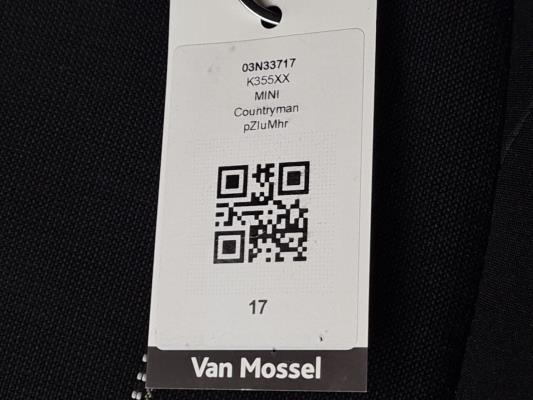 03N33717
K355XX
MINI
Countryman
pZluMhr
17
Van Mossel